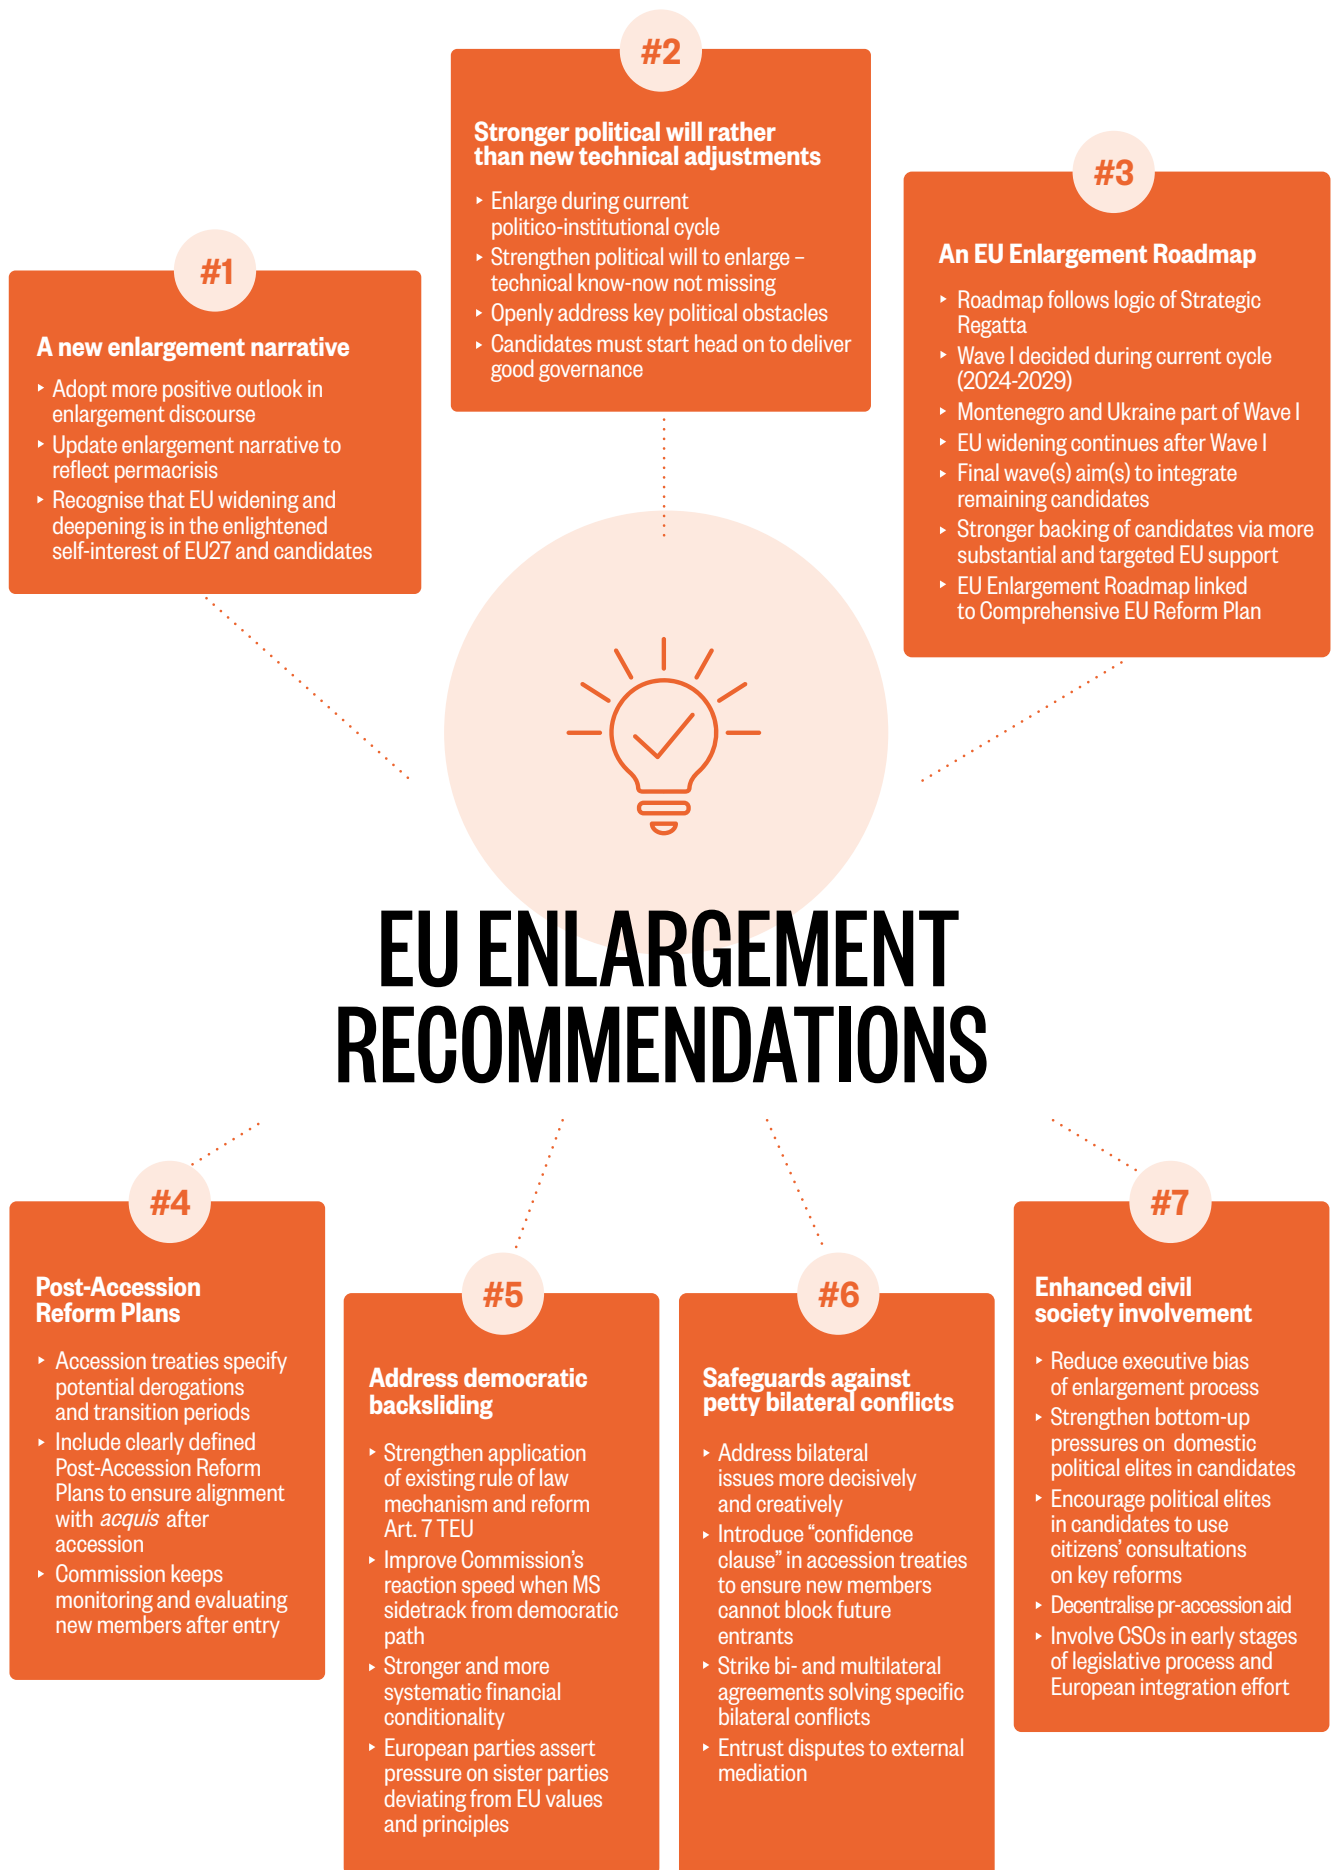 #1
A new enlargement narrative
‣ Adopt more positive outlook in
enlargement discourse
‣ Update enlargement narrative to
reflect permacrisis
‣ Recognise that EU widening and
deepening is in the enlightened
self-interest of EU27 and candidates
#2
Stronger political will rather
than new technical adjustments
‣ Enlarge during current
politico-institutional cycle
‣ Strengthen political will to enlarge –
technical know-now not missing
‣ Openly address key political obstacles
‣ Candidates must start head on to deliver
good governance
#3
An EU Enlargement Roadmap
‣ Roadmap follows logic of Strategic
Regatta
‣ Wave I decided during current cycle
(2024-2029)
‣ Montenegro and Ukraine part of Wave I
‣ EU widening continues after Wave I
‣ Final wave(s) aim(s) to integrate
remaining candidates
‣ Stronger backing of candidates via more
substantial and targeted EU support
‣ EU Enlargement Roadmap linked
to Comprehensive EU Reform Plan
EU ENLARGEMENT
RECOMMENDATIONS
#4
Post-Accession
Reform Plans
‣ Accession treaties specify
potential derogations
and transition periods
‣ Include clearly defined
Post-Accession Reform
Plans to ensure alignment
with acquis after
accession
‣ Commission keeps
monitoring and evaluating
new members after entry
#5
Address democratic
backsliding
‣ Strengthen application
of existing rule of law
mechanism and reform
Art. 7 TEU
‣ Improve Commission’s
reaction speed when MS
sidetrack from democratic
path
‣ Stronger and more
systematic financial
conditionality
‣ European parties assert
pressure on sister parties
deviating from EU values
and principles
#6
Safeguards against
petty bilateral conflicts
‣ Address bilateral
issues more decisively
and creatively
‣ Introduce “confidence
clause” in accession treaties
to ensure new members
cannot block future
entrants
‣ Strike bi- and multilateral
agreements solving specific
bilateral conflicts
‣ Entrust disputes to external
mediation
#7
Enhanced civil
society involvement
‣ Reduce executive bias
of enlargement process
‣ Strengthen bottom-up
pressures on domestic
political elites in candidates
‣ Encourage political elites
in candidates to use
citizens’ consultations
on key reforms
‣ Decentralise pr-accession aid
‣ Involve CSOs in early stages
of legislative process and
European integration effort